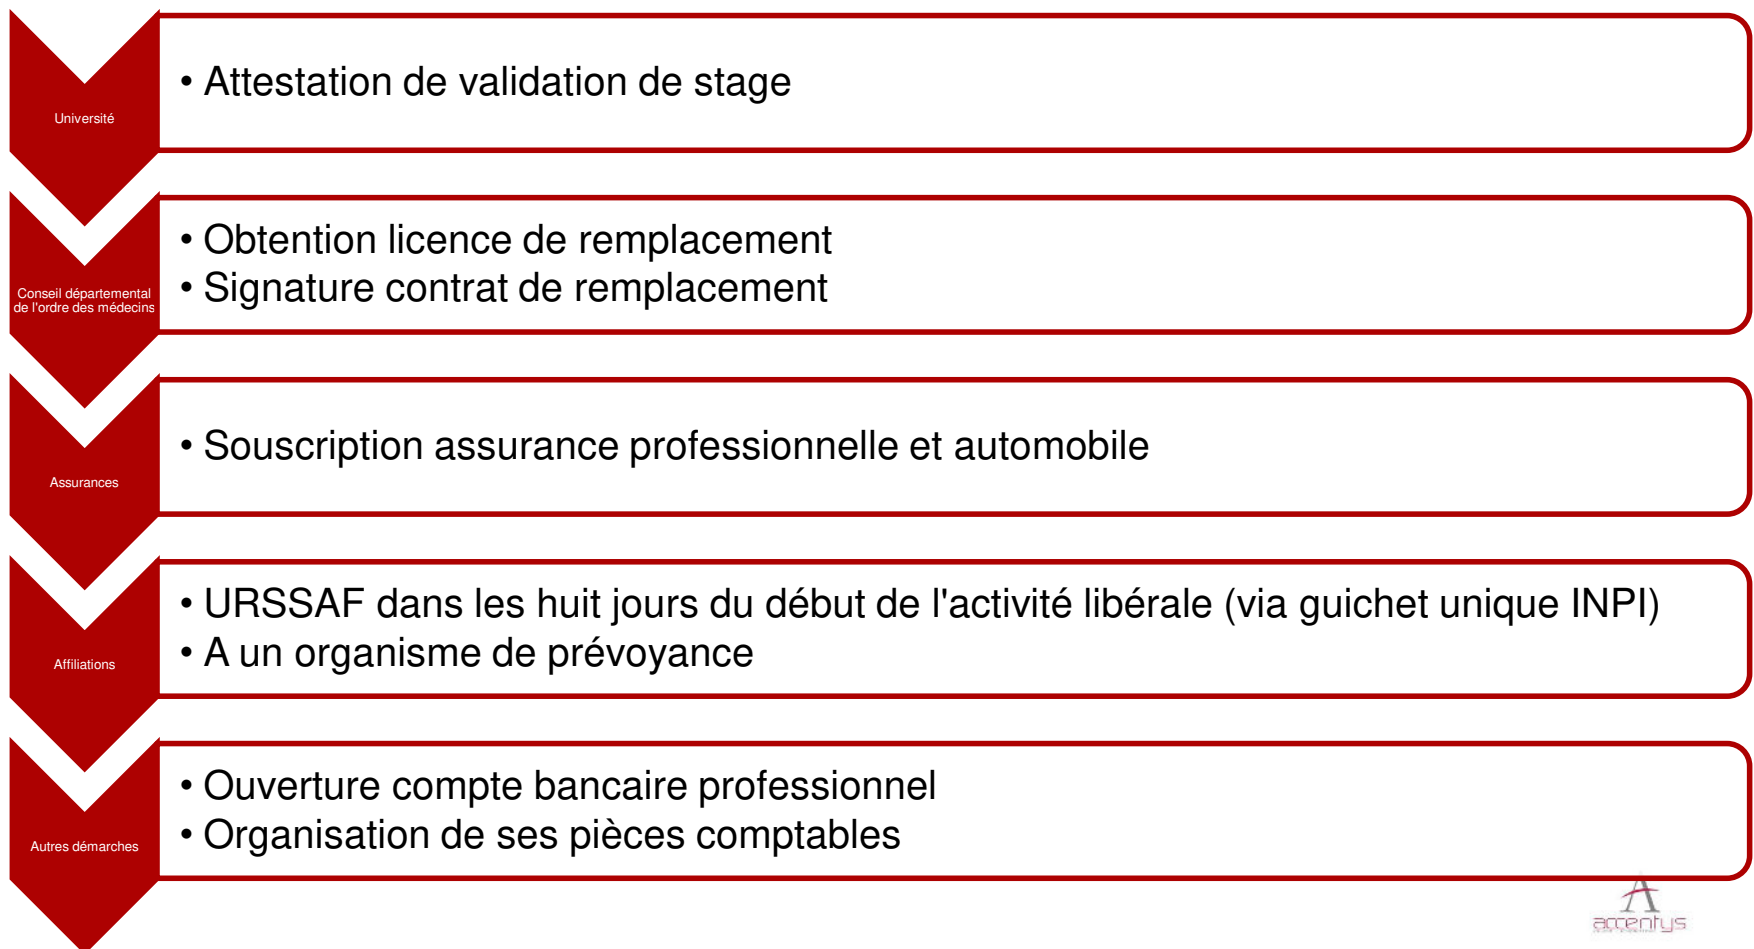 Université
• Attestation de validation de stage
Conseil départemental
de l'ordre des médecins
• Obtention licence de remplacement
• Signature contrat de remplacement
Assurances
• Souscription assurance professionnelle et automobile
Affiliations
• URSSAF dans les huit jours du début de l'activité libérale (via guichet unique INPI)
• A un organisme de prévoyance
Autres démarches
• Ouverture compte bancaire professionnel
• Organisation de ses pièces comptables
accentys